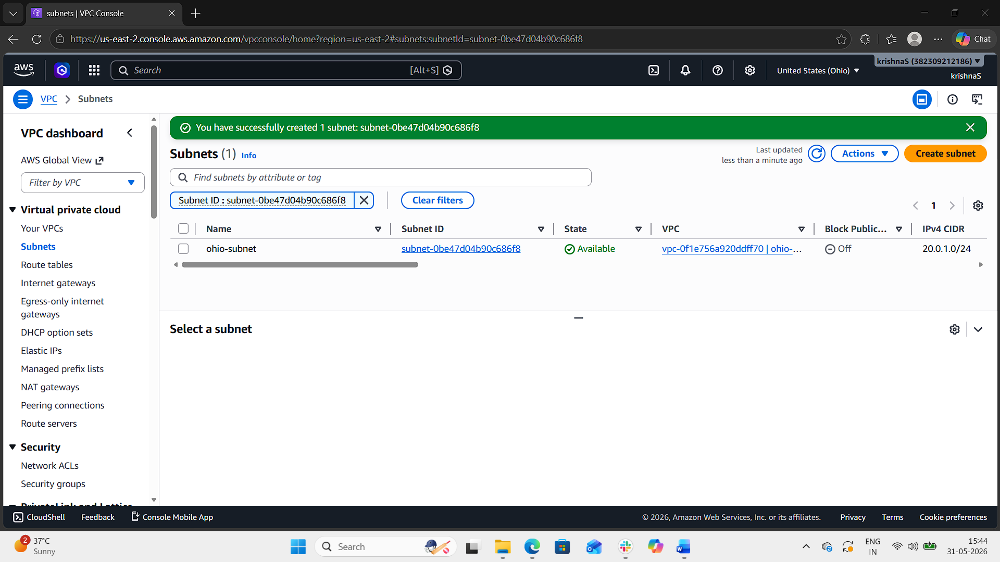 subnets | VPC Console
https://us-east-2.console.aws.amazon.com/vpcconsole/home?region=us-east-2#subnets:subnetId=subnet-0be47d04b90c686f8
Chat
aws
Search
[Alt+S]
United States (Ohio)
krishnaS (382309212186)
krishnaS
VPC
Subnets
VPC dashboard
AWS Global View
Filter by VPC
Virtual private cloud
Your VPCs
Subnets
Route tables
Internet gateways
Egress-only internet
gateways
DHCP option sets
Elastic IPs
Managed prefix lists
NAT gateways
Peering connections
Route servers
Security
Network ACLs
Security groups
PrivateLink and Lattice
You have successfully created 1 subnet: subnet-0be47d04b90c686f8
Subnets (1) Info
Last updated
less than a minute ago
Actions
Create subnet
Find subnets by attribute or tag
Subnet ID : subnet-0be47d04b90c686f8
Clear filters
1
Name Subnet ID State VPC Block Public... IPv4 CIDR
ohio-subnet subnet-0be47d04b90c686f8 Available vpc-0f1e756a920ddff70 | ohio-... Off 20.0.1.0/24
Select a subnet
CloudShell Feedback Console Mobile App © 2026, Amazon Web Services, Inc. or its affiliates. Privacy Terms Cookie preferences
2
37°C
Sunny
Search
ENG
IN
15:44
31-05-2026